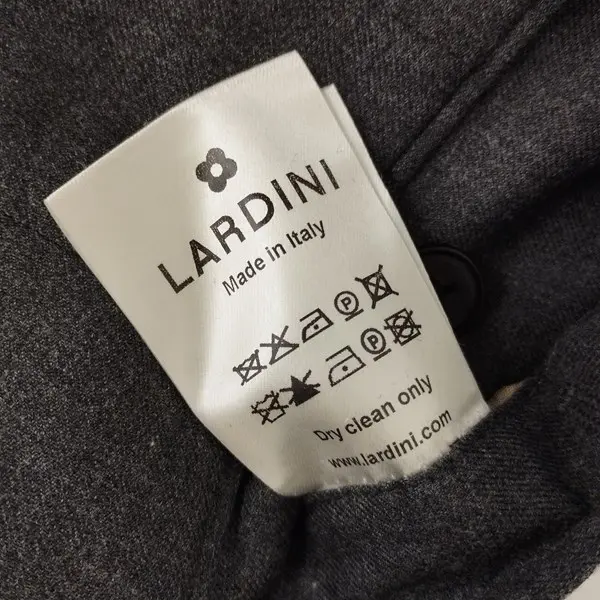 LARDINI
Made in Italy
P
P
Dry clean only
www.lardini.com